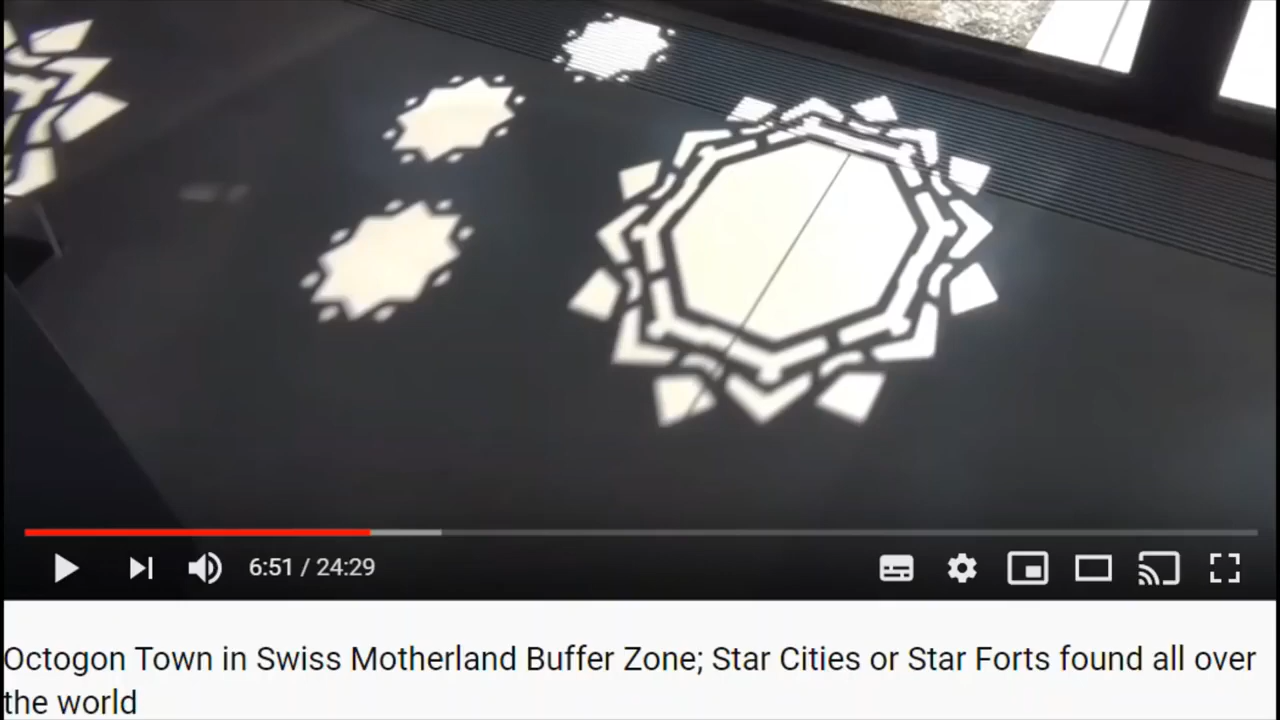 6:51 / 24:29
Octogon Town in Swiss Motherland Buffer Zone; Star Cities or Star Forts found all over
the world